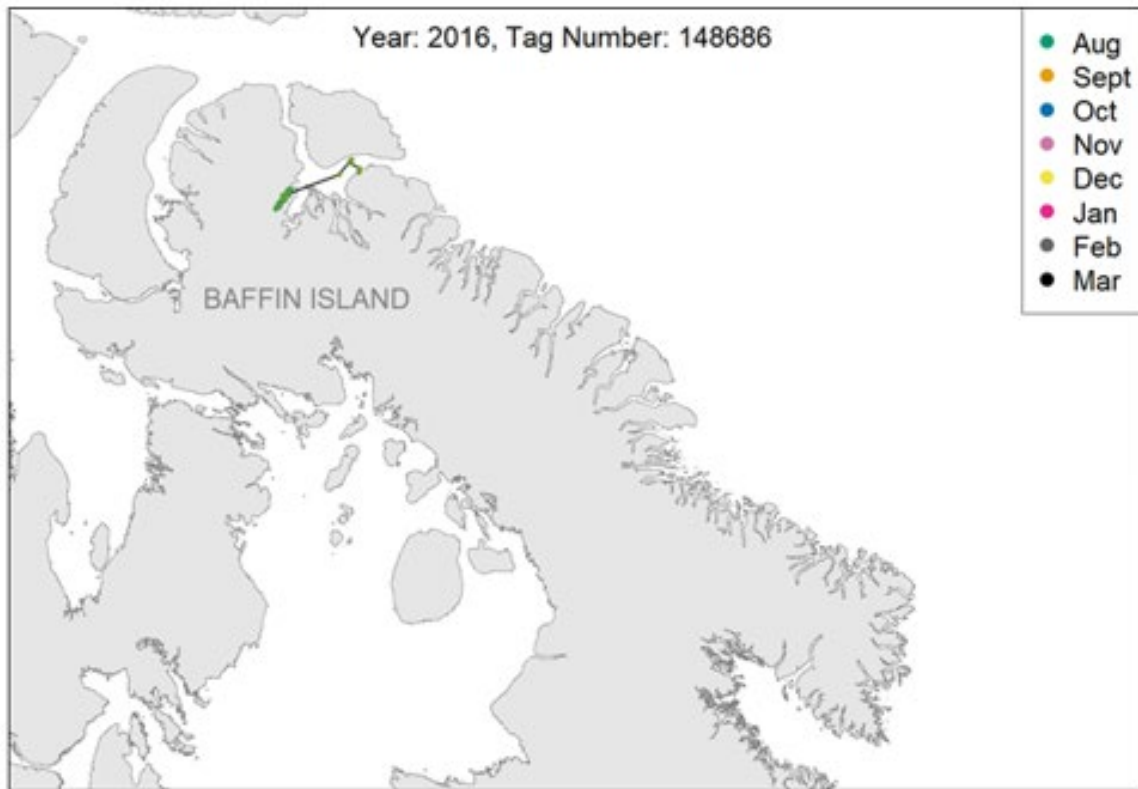 Year: 2016, Tag Number: 148686
Aug
Sept
Oct
Nov
Dec
Jan
Feb
Mar
BAFFIN ISLAND